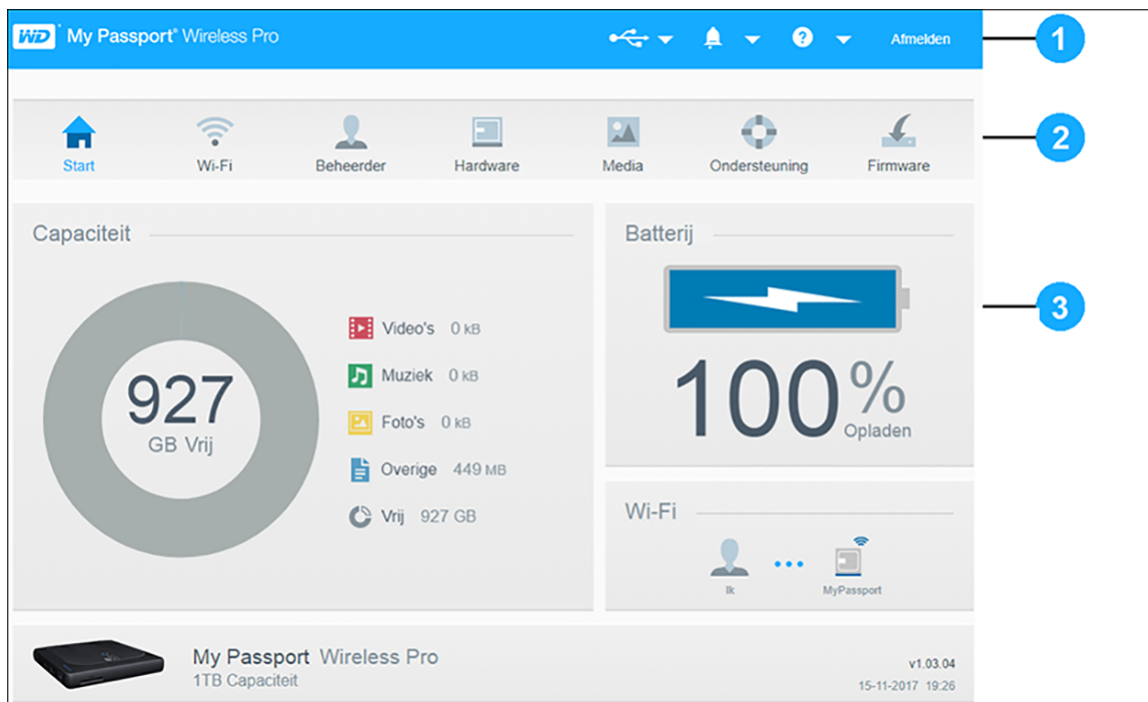 WD My Passport® Wireless Pro
Afmelden
1
Start
Wi-Fi
Beheerder
Hardware
Media
Ondersteuning
Firmware
2
Capaciteit
927
GB Vrij
Video's 0 kB
Muziek 0 kB
Foto's 0 kB
Overige 449 MB
Vrij 927 GB
Batterij
100%
Opladen
3
Wi-Fi
Ik
MyPassport
My Passport Wireless Pro
1TB Capaciteit
v1.03.04
15-11-2017 19:26